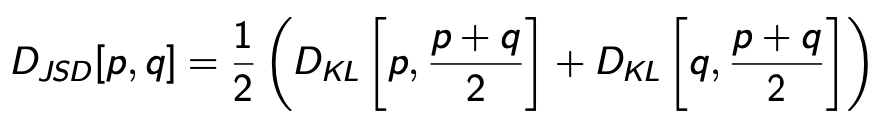 D_{JSD}[p, q] = \frac{1}{2} \left( D_{KL} \left[ p, \frac{p + q}{2} \right] + D_{KL} \left[ q, \frac{p + q}{2} \right] \right)